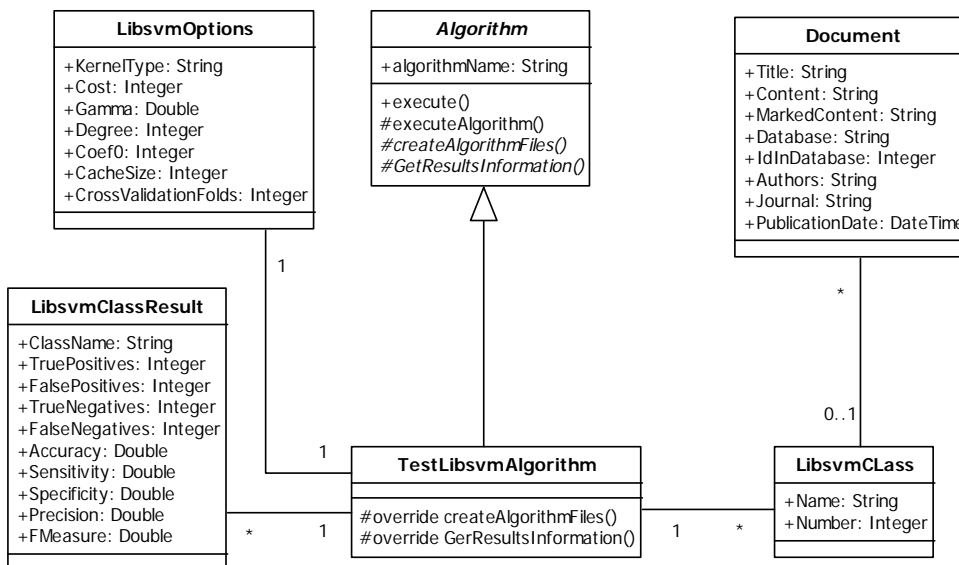 LibsvmOptions
+KernelType: String
+Cost: Integer
+Gamma: Double
+Degree: Integer
+Coef0: Integer
+CacheSize: Integer
+CrossValidationFolds: Integer
Algorithm
+algorithmName: String
+execute()
#executeAlgorithm()
#createAlgorithmFiles()
#GetResultsInformation()
Document
+Title: String
+Content: String
+MarkedContent: String
+Database: String
+IdInDatabase: Integer
+Authors: String
+Journal: String
+PublicationDate: DateTime
1
*
LibsvmClassResult
+ClassName: String
+TruePositives: Integer
+FalsePositives: Integer
+TrueNegatives: Integer
+FalseNegatives: Integer
+Accuracy: Double
+Sensitivity: Double
+Specificity: Double
+Precision: Double
+FMeasure: Double
0..1
1
TestLibsvmAlgorithm
#override createAlgorithmFiles()
#override GerResultsInformation()
LibsvmCLass
+Name: String
+Number: Integer
*
1
1
*